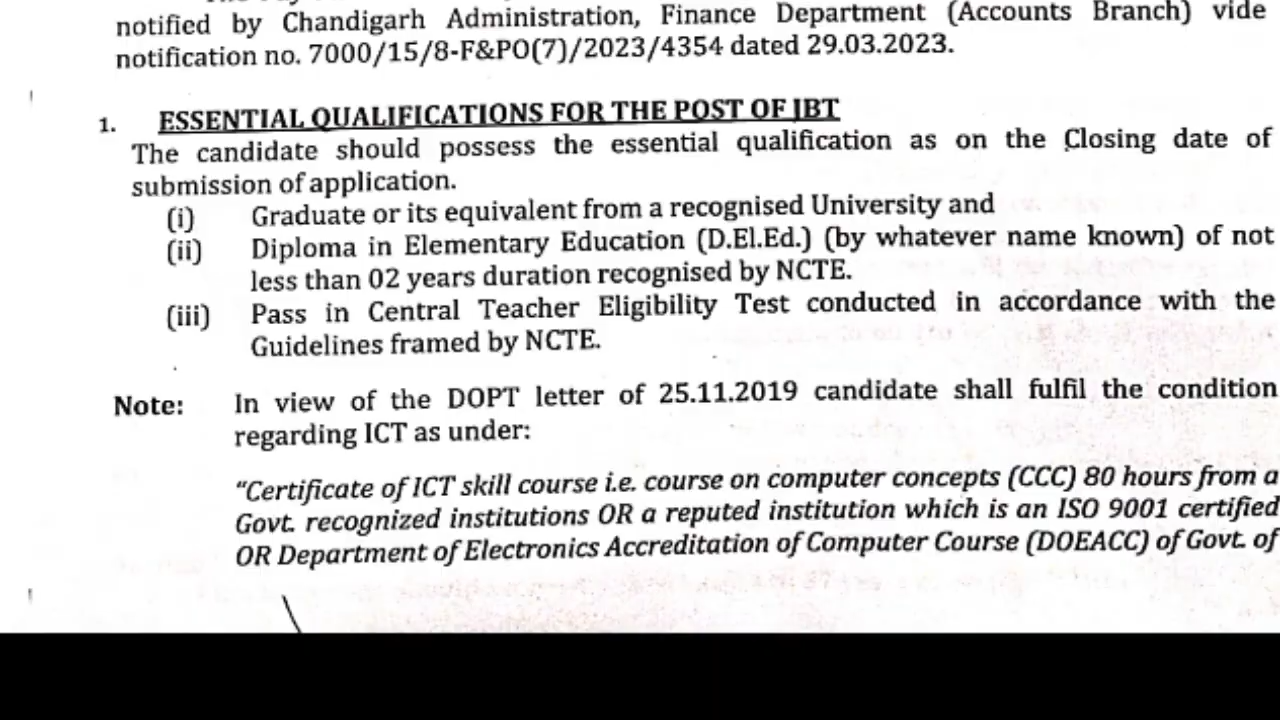 notified by Chandigarh Administration, Finance Department (Accounts Branch) vide
notification no. 7000/15/8-F&PO(7)/2023/4354 dated 29.03.2023.
1. ESSENTIAL QUALIFICATIONS FOR THE POST OF JBT
The candidate should possess the essential qualification as on the Closing date of
submission of application.
(i) Graduate or its equivalent from a recognised University and
(ii) Diploma in Elementary Education (D.El.Ed.) (by whatever name known) of not
less than 02 years duration recognised by NCTE.
(iii) Pass in Central Teacher Eligibility Test conducted in accordance with the
Guidelines framed by NCTE.
Note: In view of the DOPT letter of 25.11.2019 candidate shall fulfil the condition
regarding ICT as under:
“Certificate of ICT skill course i.e. course on computer concepts (CCC) 80 hours from a
Govt. recognized institutions OR a reputed institution which is an ISO 9001 certified
OR Department of Electronics Accreditation of Computer Course (DOEACC) of Govt. of